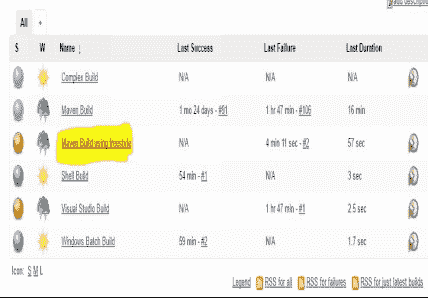 add description
All +
S W Name ↓ Last Success Last Failure Last Duration
Complex Build N/A N/A N/A
Maven Build 1 mo 24 days - #81 1 hr 47 min - #106 16 min
Maven Build using freestyle N/A 4 min 11 sec - #2 57 sec
Shell Build 54 min - #1 N/A 3 sec
Visual Studio Build N/A 1 hr 47 min - #1 2.5 sec
Windows Batch Build 59 min - #2 N/A 1.7 sec
Icon: S M L
Legend RSS for all RSS for failures RSS for just latest builds